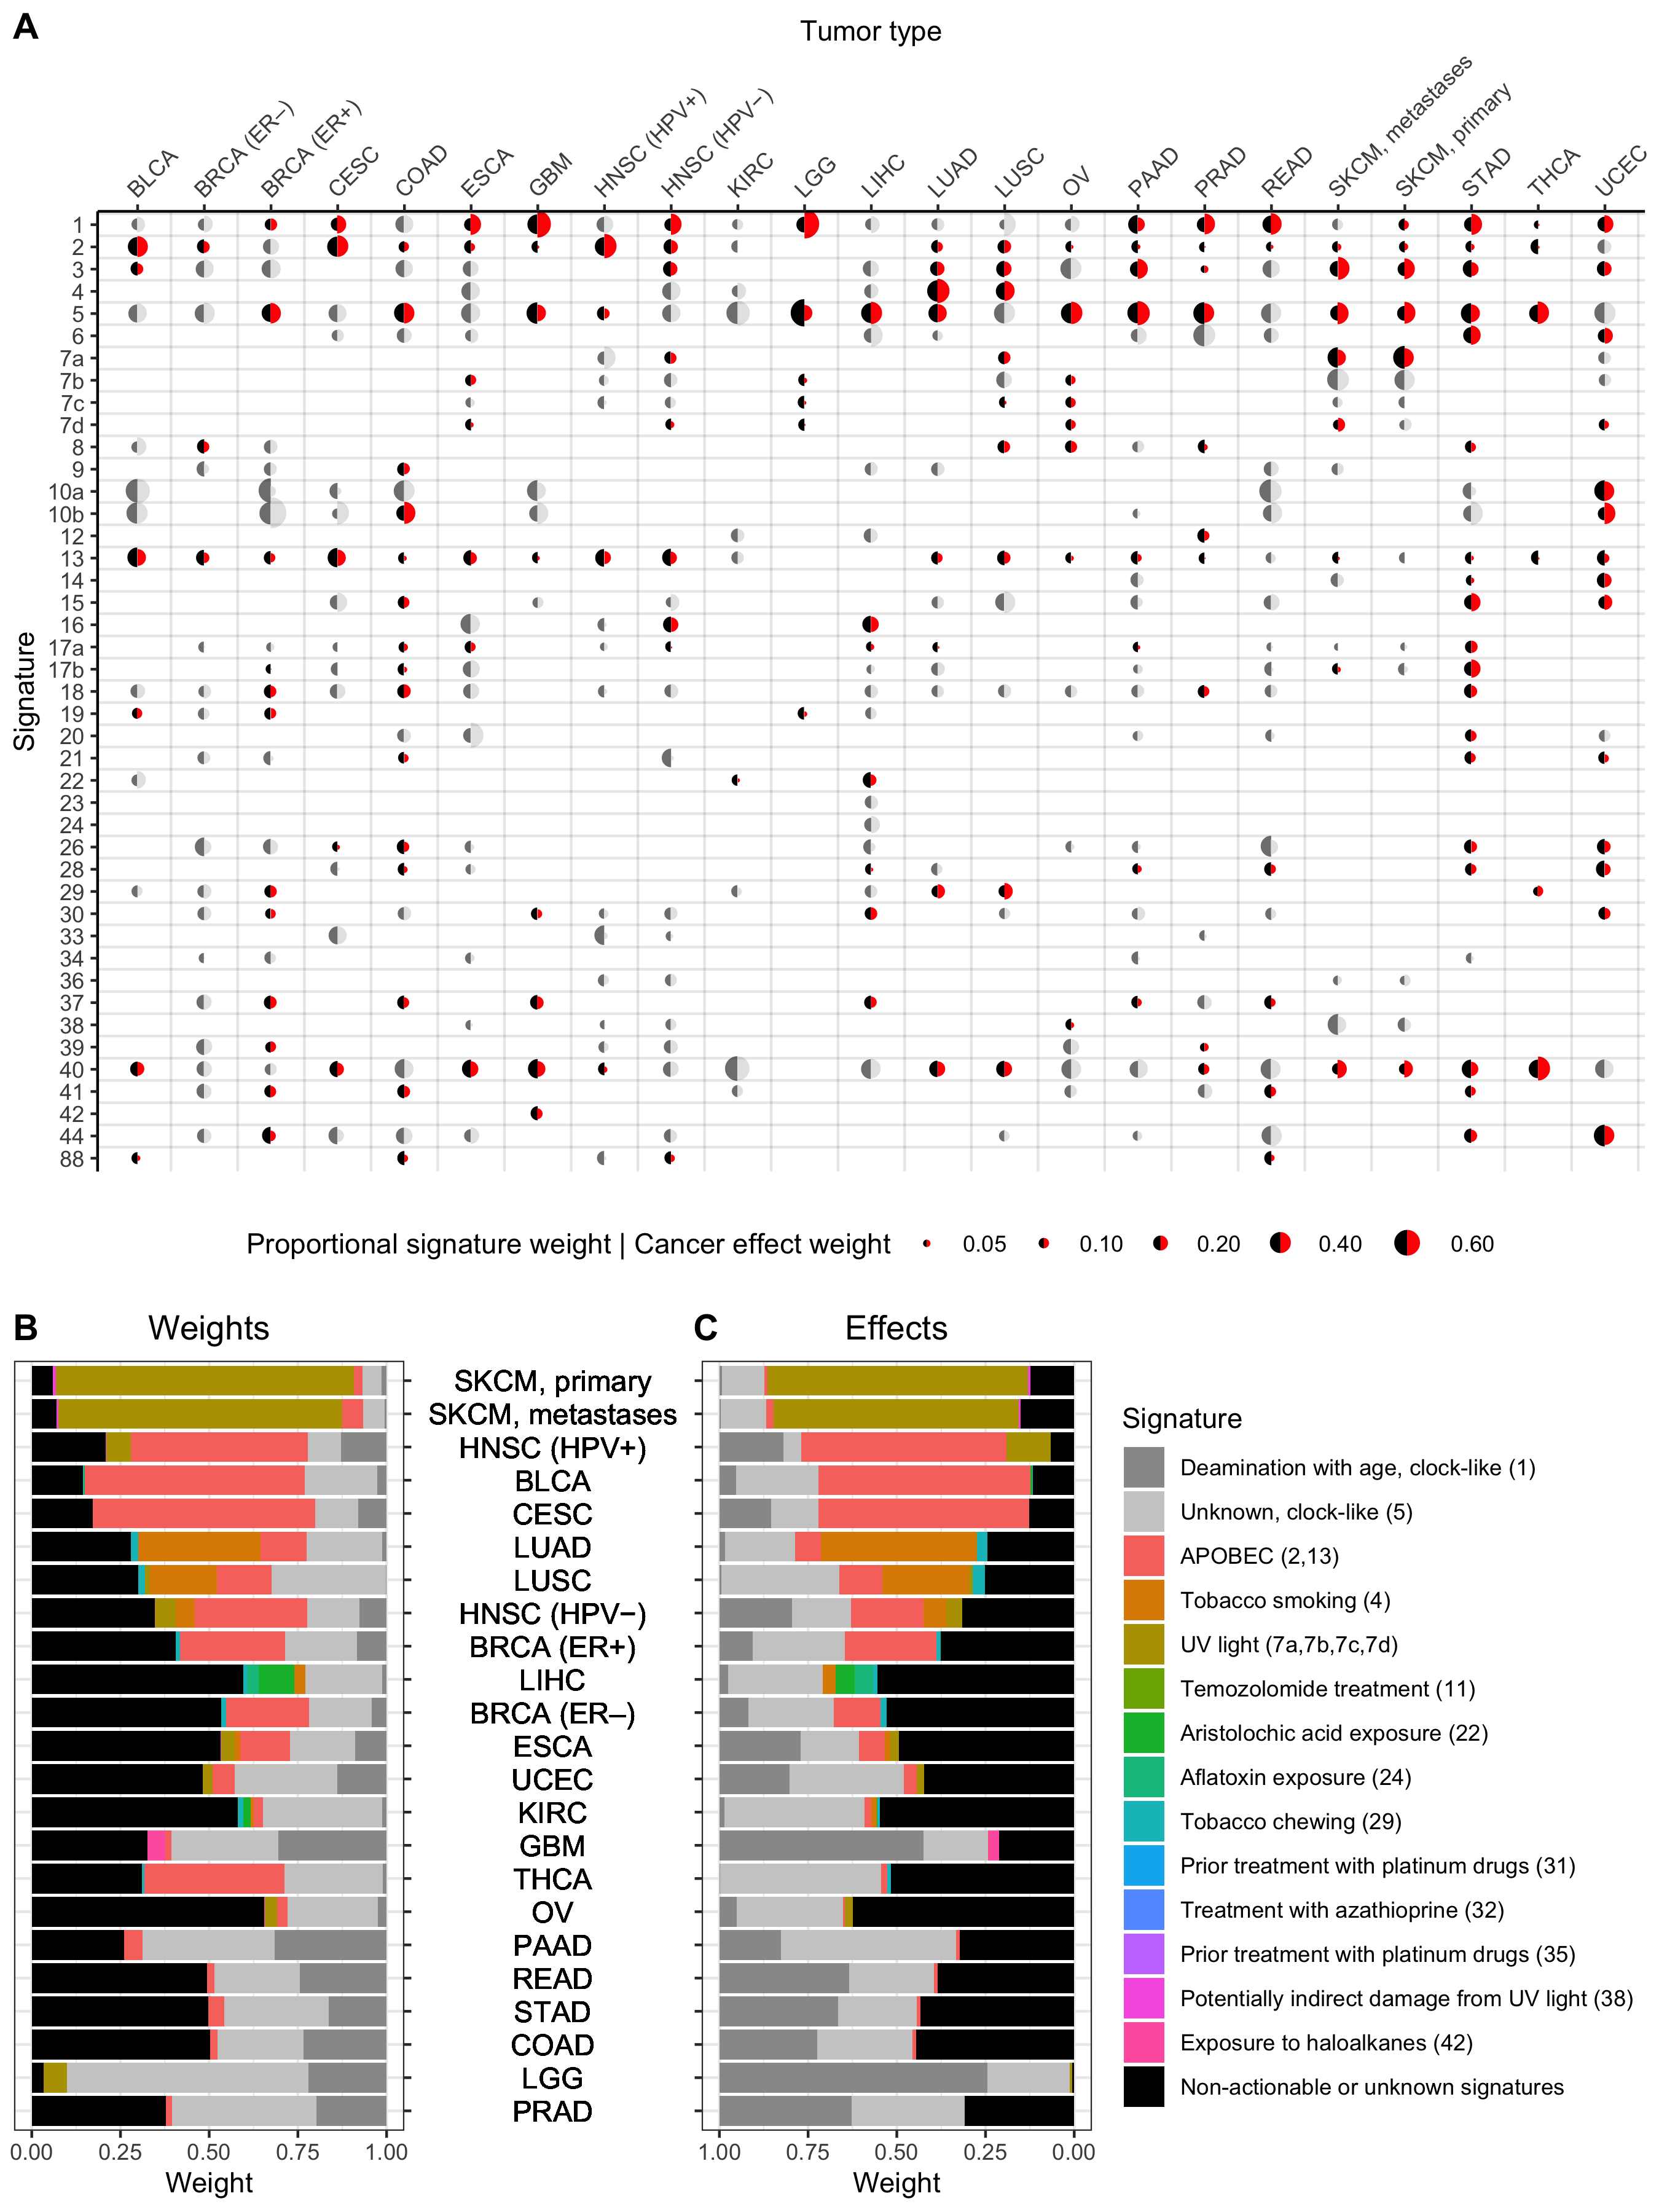 A
Tumor type
BLCA
BRCA (ER−)
BRCA (ER+)
CESC
COAD
ESCA
GBM
HNSC (HPV+)
HNSC (HPV−)
KIRC
LGG
LIHC
LUAD
LUSC
OV
PAAD
PRAD
READ
SKCM, metastases
SKCM, primary
STAD
THCA
UCEC
Signature
1
2
3
4
5
6
7a
7b
7c
7d
8
9
10a
10b
12
13
14
15
16
17a
17b
18
19
20
21
22
23
24
26
28
29
30
33
34
36
37
38
39
40
41
42
44
88
Proportional signature weight | Cancer effect weight 0.05 0.10 0.20 0.40 0.60
B Weights
C Effects
SKCM, primary
SKCM, metastases
HNSC (HPV+)
BLCA
CESC
LUAD
LUSC
HNSC (HPV−)
BRCA (ER+)
LIHC
BRCA (ER–)
ESCA
UCEC
KIRC
GBM
THCA
OV
PAAD
READ
STAD
COAD
LGG
PRAD
0.00 0.25 0.50 0.75 1.00
Weight
1.00 0.75 0.50 0.25 0.00
Weight
Signature
Deamination with age, clock-like (1)
Unknown, clock-like (5)
APOBEC (2,13)
Tobacco smoking (4)
UV light (7a,7b,7c,7d)
Temozolomide treatment (11)
Aristolochic acid exposure (22)
Aflatoxin exposure (24)
Tobacco chewing (29)
Prior treatment with platinum drugs (31)
Treatment with azathioprine (32)
Prior treatment with platinum drugs (35)
Potentially indirect damage from UV light (38)
Exposure to haloalkanes (42)
Non-actionable or unknown signatures